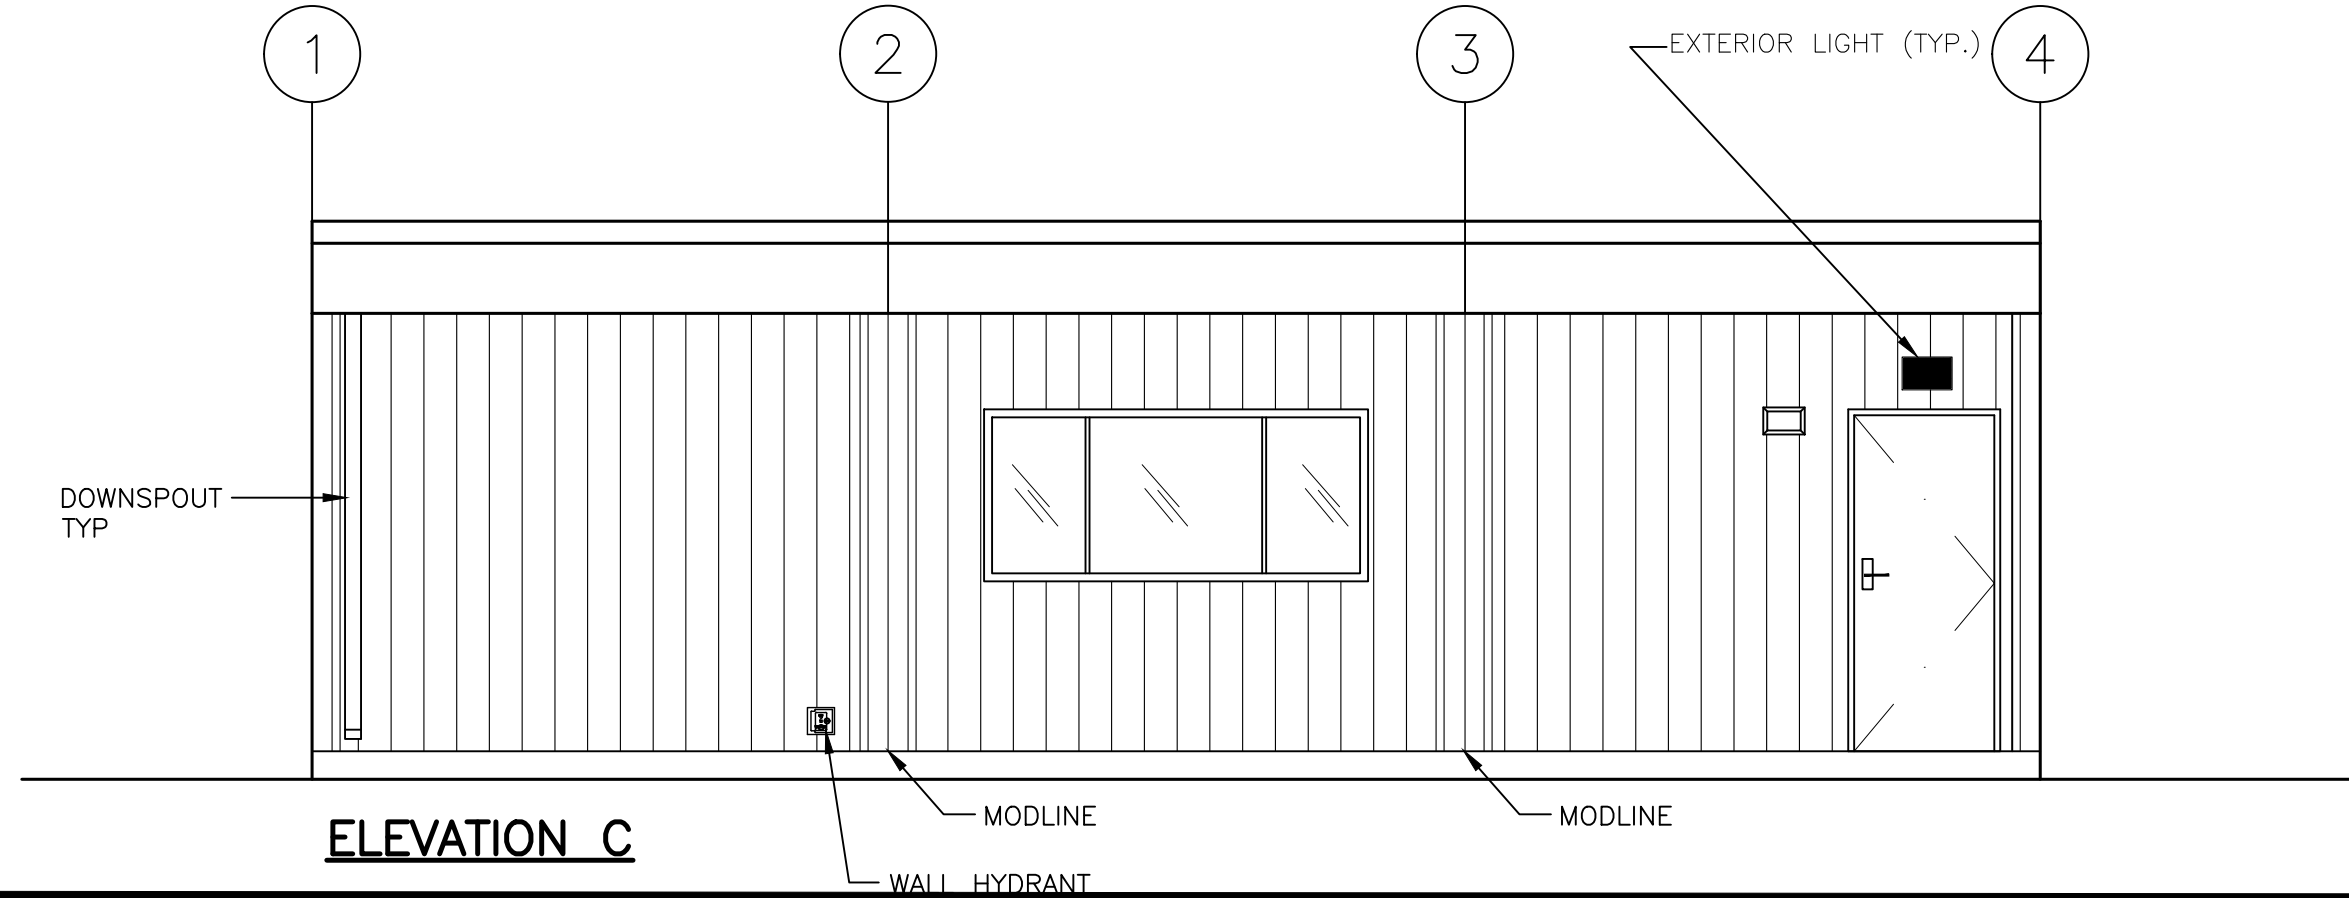 1
2
3
4
EXTERIOR LIGHT (TYP.)
DOWNSPOUT
TYP
MODLINE
MODLINE
ELEVATION C
WALL HYDRANT